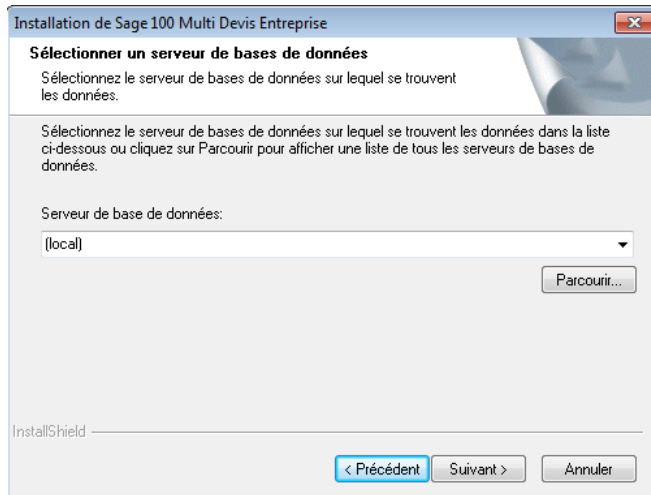 Installation de Sage 100 Multi Devis Entreprise
Sélectionner un serveur de bases de données
Sélectionnez le serveur de bases de données sur lequel se trouvent
les données.
Sélectionnez le serveur de bases de données sur lequel se trouvent les données dans la liste
ci-dessous ou cliquez sur Parcourir pour afficher une liste de tous les serveurs de bases de
données.
Serveur de base de données:
(local)
Parcourir...
InstallShield
< Précédent Suivant > Annuler